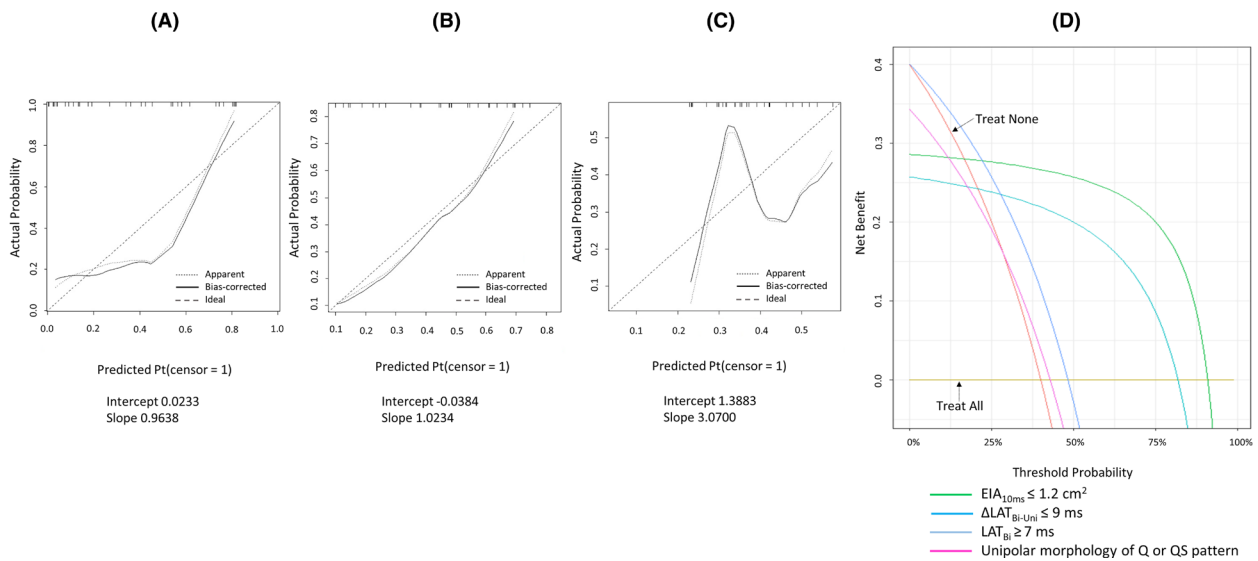 (A)
Actual Probability
1.0
0.8
0.6
0.4
0.2
0.0
Apparent
Bias-corrected
Ideal
0.0 0.2 0.4 0.6 0.8 1.0
Predicted Pt(censor = 1)
Intercept 0.0233
Slope 0.9638
(B)
Actual Probability
0.8
0.7
0.6
0.5
0.4
0.3
0.2
0.1
Apparent
Bias-corrected
Ideal
0.1 0.2 0.3 0.4 0.5 0.6 0.7 0.8
Predicted Pt(censor = 1)
Intercept -0.0384
Slope 1.0234
(C)
Actual Probability
0.5
0.4
0.3
0.2
0.1
Apparent
Bias-corrected
Ideal
0.1 0.2 0.3 0.4 0.5
Predicted Pt(censor = 1)
Intercept 1.3883
Slope 3.0700
(D)
Net Benefit
0.4
0.3
0.2
0.1
0.0
Treat None
Treat All
0% 25% 50% 75% 100%
Threshold Probability
EIA10ms ≤ 1.2 cm²
ΔLATBi-Uni ≤ 9 ms
LATBi ≥ 7 ms
Unipolar morphology of Q or QS pattern